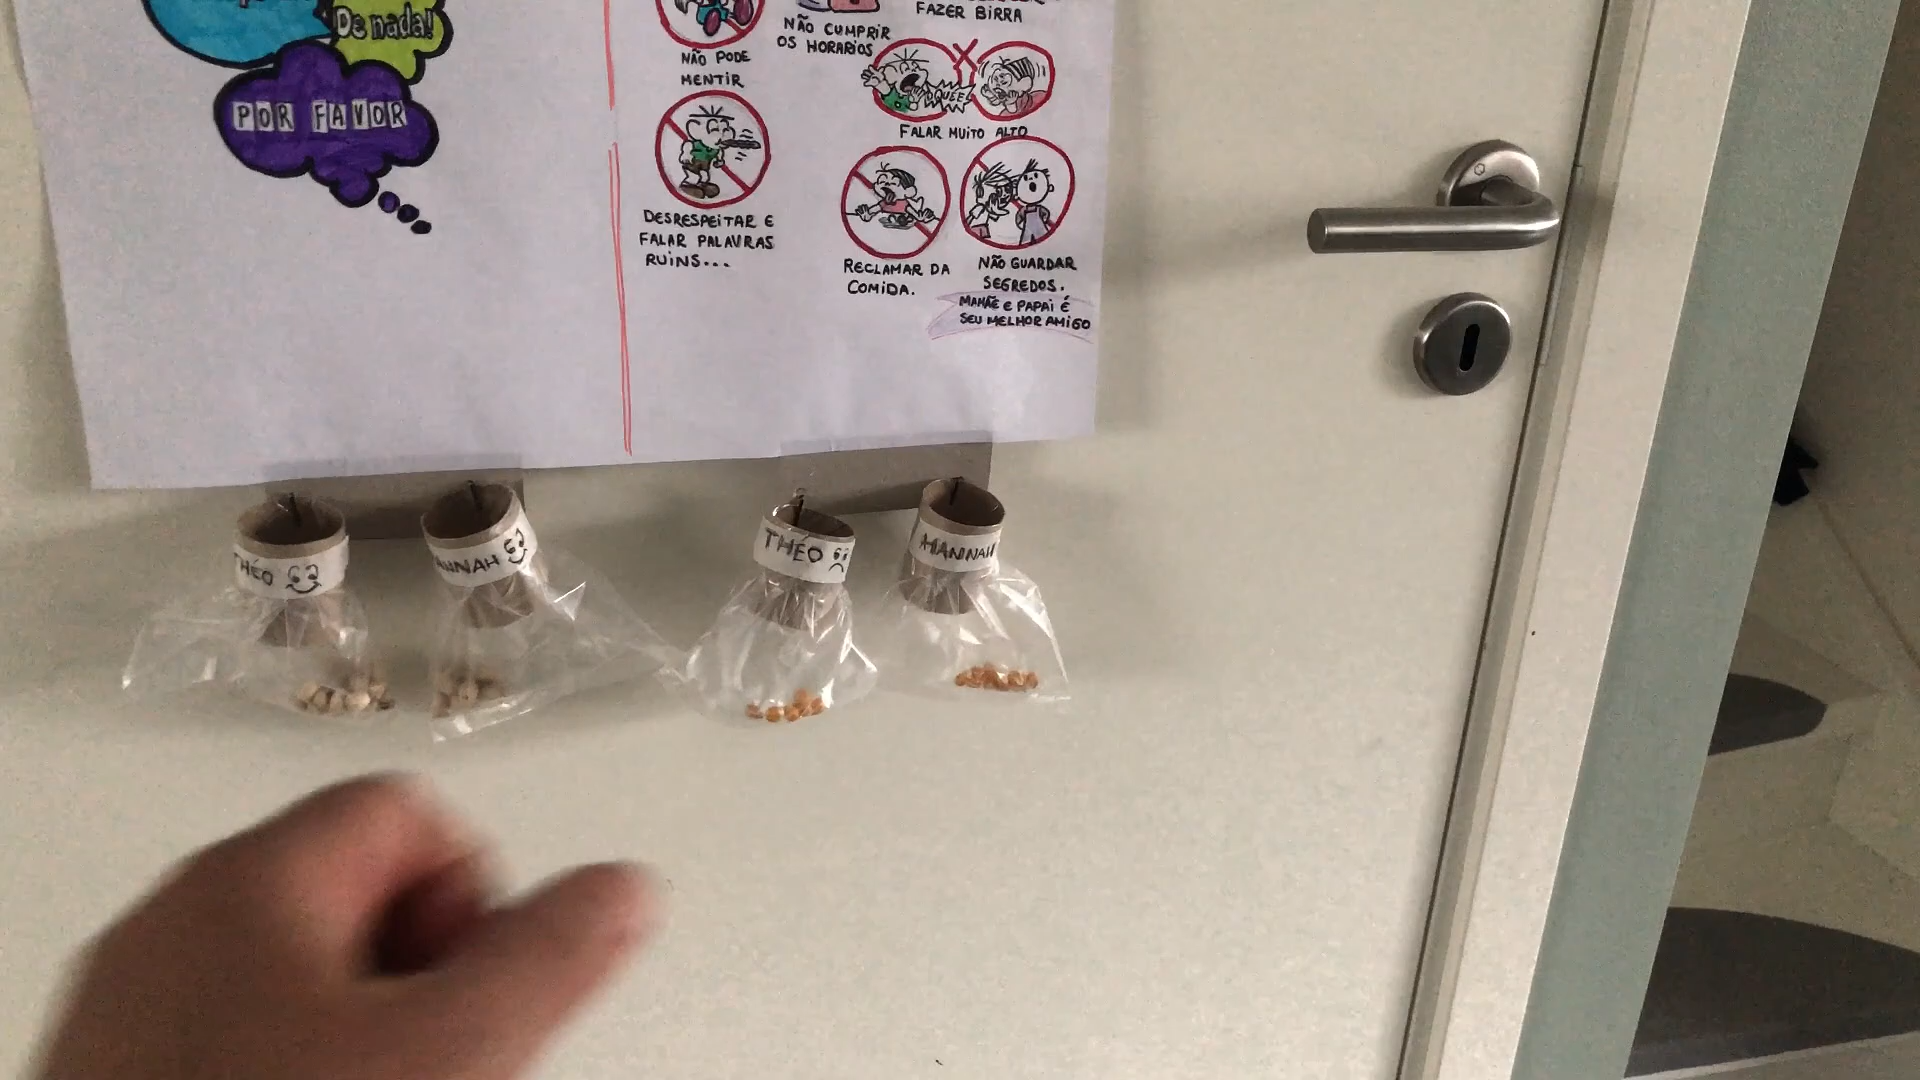 De nada!
POR FAVOR
NÃO PODE
MENTIR
DESRESPEITAR E
FALAR PALAVRAS
RUINS...
NÃO CUMPRIR
OS HORARIOS
FAZER BIRRA
FALAR MUITO ALTO
RECLAMAR DA
COMIDA.
NÃO GUARDAR
SEGREDOS.
MAMÃE E PAPAI É
SEU MELHOR AMIGO
THÉO
ANNAH
THÉO
HANNAH